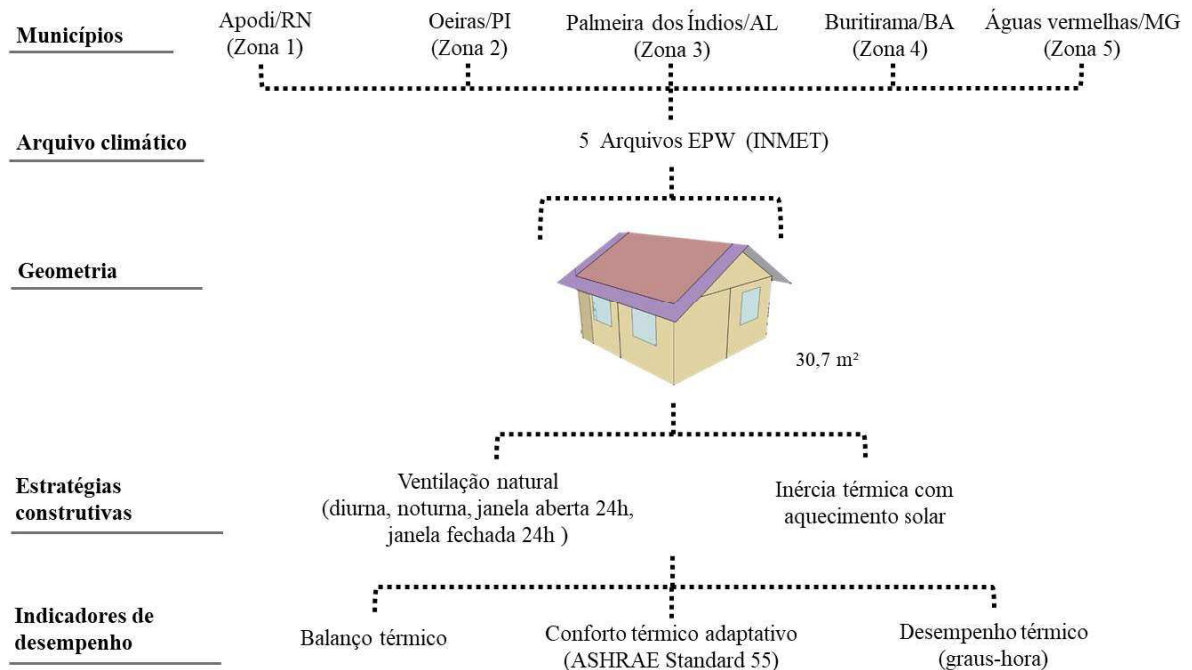 Municípios
Apodi/RN
(Zona 1)
Oeiras/PI
(Zona 2)
Palmeira dos Índios/AL
(Zona 3)
Buritirama/BA
(Zona 4)
Águas vermelhas/MG
(Zona 5)
Arquivo climático
5 Arquivos EPW (INMET)
Geometria
30,7 m²
Estratégias
construtivas
Ventilação natural
(diurna, noturna, janela aberta 24h,
janela fechada 24h )
Inércia térmica com
aquecimento solar
Indicadores de
desempenho
Balanço térmico
Conforto térmico adaptativo
(ASHRAE Standard 55)
Desempenho térmico
(graus-hora)